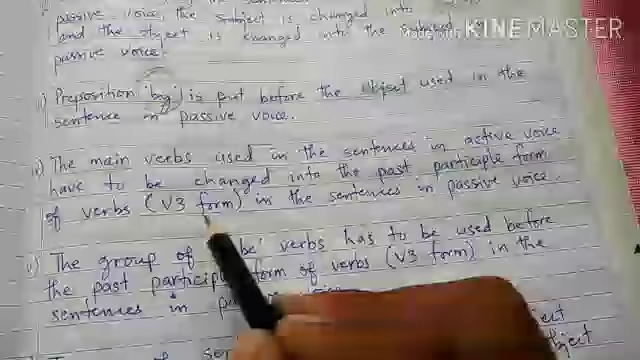 passive voice, the subject is changed into
and the object is changed into the subject
passive voice.
Made with KINEMASTER
Preposition 'by' is put before the object used in the
sentence in passive voice.
The main verbs used in the sentences in active voice
have to be changed into the past participle form
of verbs (V3 form) in the sentences in passive voice.
The group of 'be' verbs has to be used before
the past participle form of verbs (V3 form) in the
sentences in